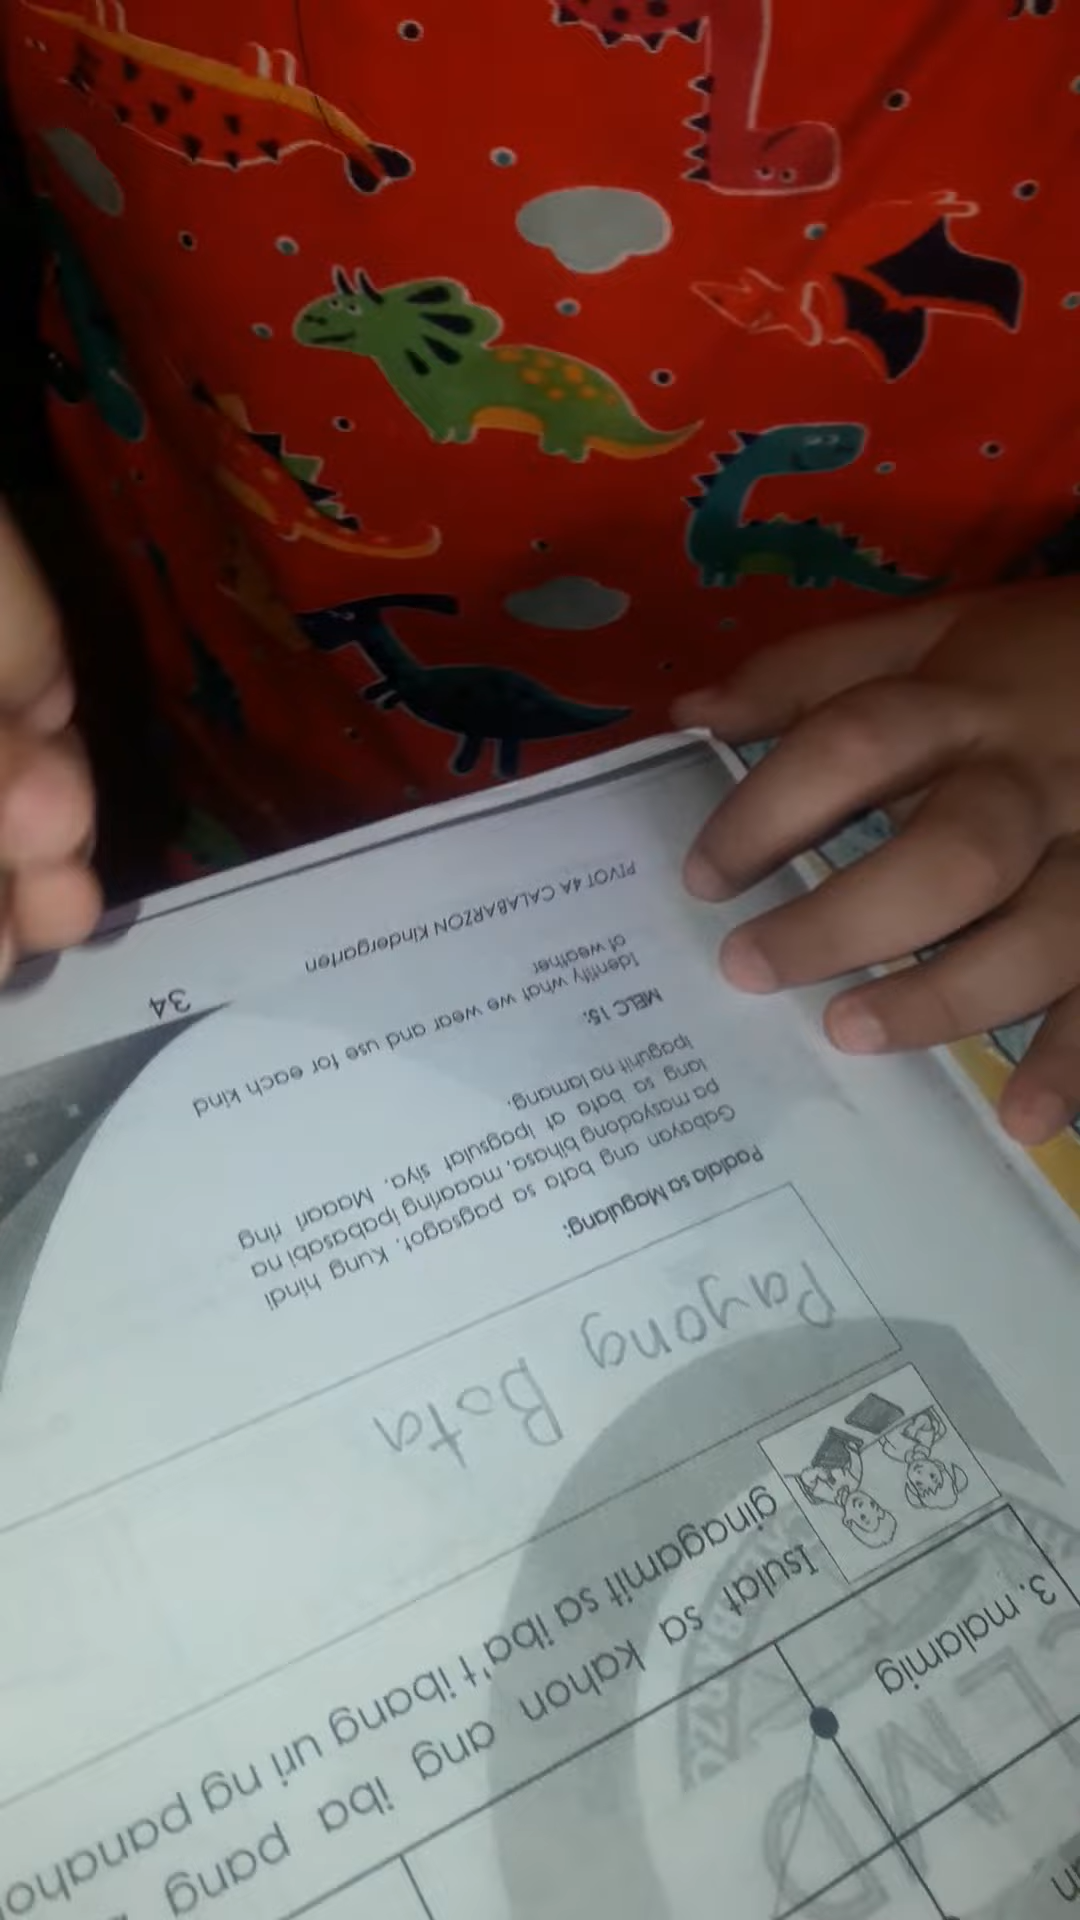 3. malamig
Isulat sa kahon ang iba pang
ginagamit sa iba't ibang uri ng
Payong Bota
Padala sa Magulang:
Gabayan ang bata sa pagsagot. Kung hindi
pa masyadong bihasa, maaaring ipabasabi na
lang sa bata at ipagsulat siya. Maaari ring
ipaguhit na lamang.
MELC 15:
Identify what we wear and use for each kind
of weather
PIVOT 4A CALABARZON Kindergarten
34